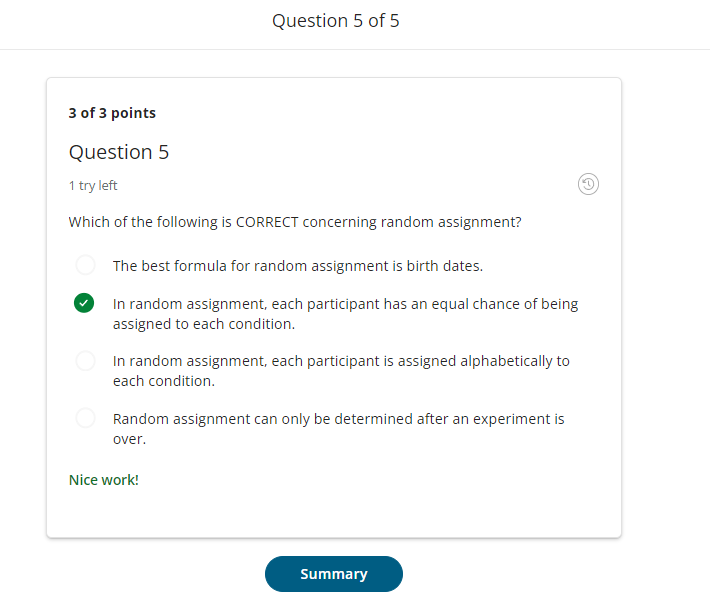 Question 5 of 5
3 of 3 points
Question 5
1 try left
Which of the following is CORRECT concerning random assignment?
The best formula for random assignment is birth dates.
In random assignment, each participant has an equal chance of being
assigned to each condition.
In random assignment, each participant is assigned alphabetically to
each condition.
Random assignment can only be determined after an experiment is
over.
Nice work!
Summary